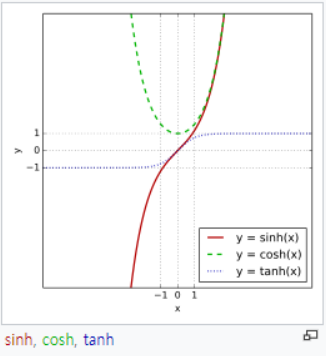 y
1
0
−1
−1 0 1
x
y = sinh(x)
y = cosh(x)
y = tanh(x)
sinh, cosh, tanh